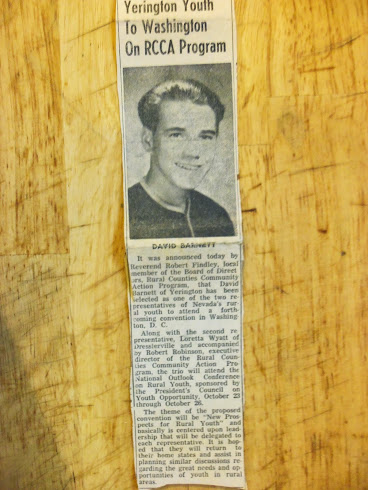 Yerington Youth
To Washington
On RCCA Program
DAVID BARNETT
It was announced today by
Reverend Robert Findley, local
member of the Board of Direct
ors, Rural Counties Community
Action Program, that David
Barnett of Yerington has been
selected as one of the two rep
resentatives of Nevada's rur
al youth to attend a forth-
coming convention in Washing
ton, D. C.
Along with the second re
presentative, Loretta Wyatt of
Dresslerville and accompanied
by Robert Robinson, executive
director of the Rural Coun
ties Community Action Pro
gram, the trio will attend the
National Outlook Conference
on Rural Youth, sponsored by
the President's Council on
Youth Opportunity, October 23
through October 26.
The theme of the proposed
convention will be "New Pros
pects for Rural Youth" and
basically is centered upon lead
ership that will be delegated to
each representative. It is hop
ed that they will return to
their home states and assist in
planning similar discussions re
garding the great needs and op
portunities of youth in rural
areas.